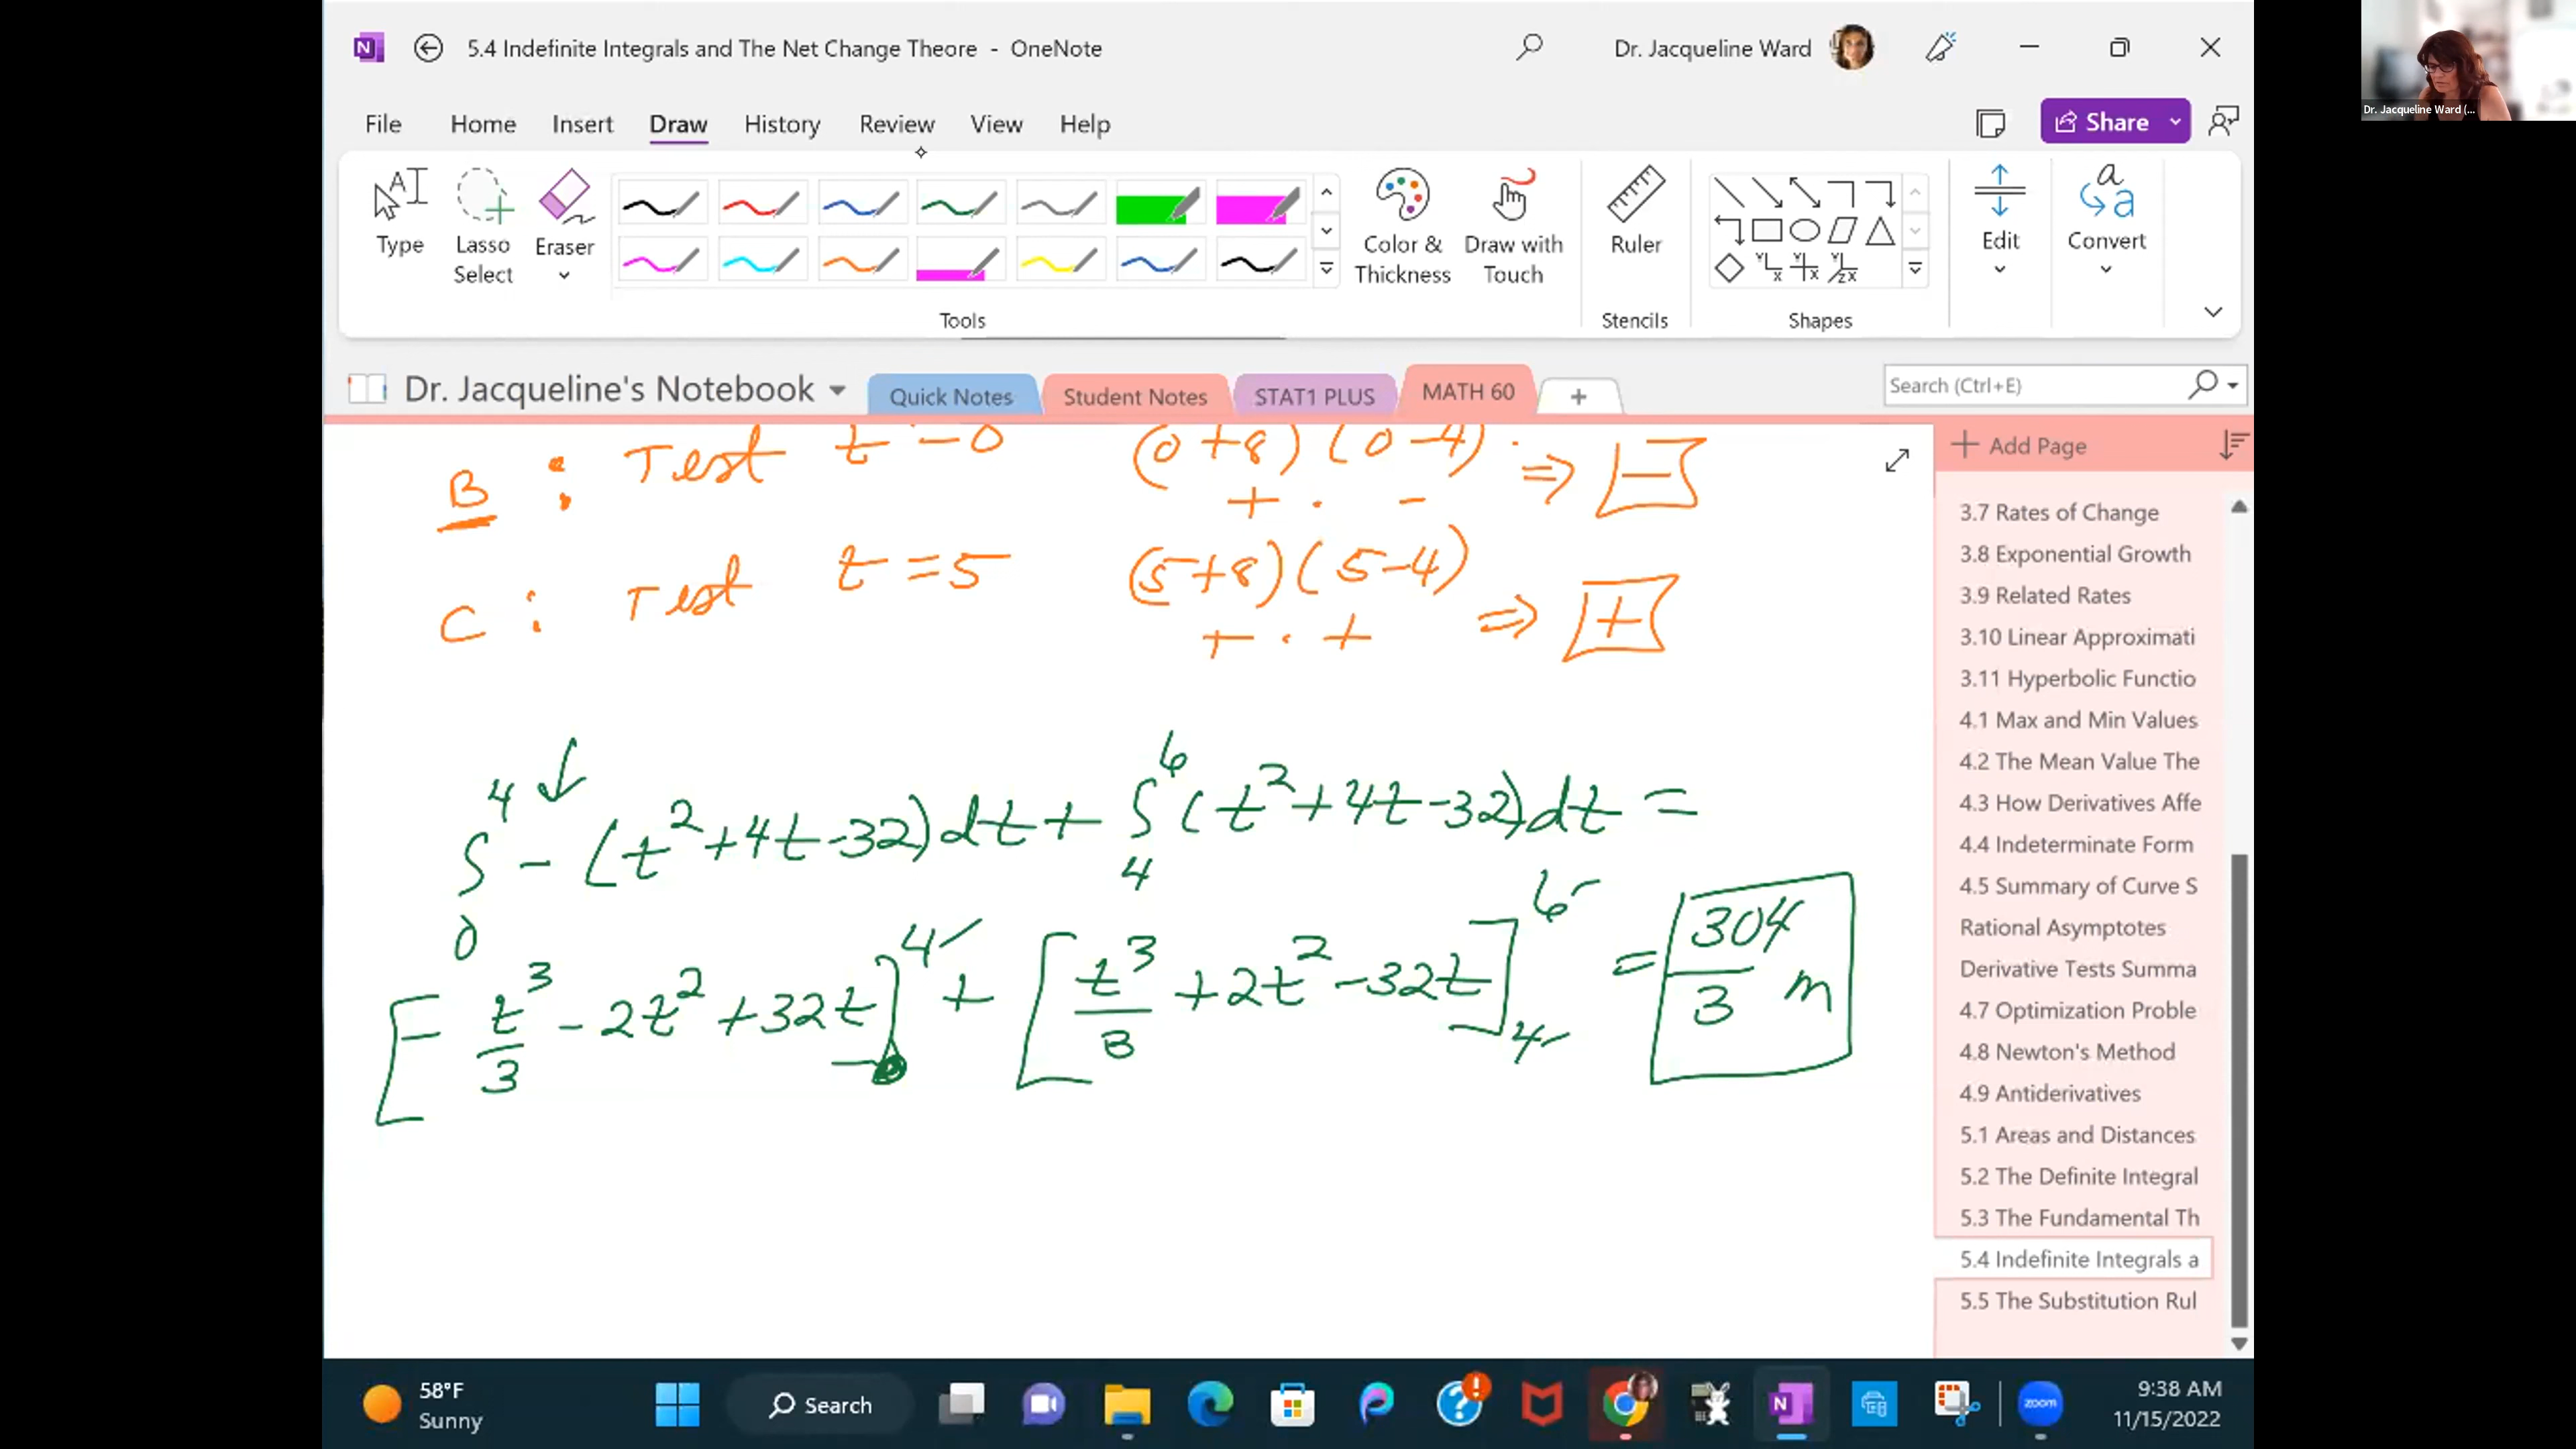 5.4 Indefinite Integrals and The Net Change Theore - OneNote
Dr. Jacqueline Ward
Dr. Jacqueline Ward (...
File Home Insert Draw History Review View Help
Share
Type
Lasso Select
Eraser
Color & Thickness
Draw with Touch
Ruler
Edit
Convert
Tools
Stencils
Shapes
Dr. Jacqueline's Notebook
Quick Notes
Student Notes
STAT1 PLUS
MATH 60
+
Search (Ctrl+E)
B : Test t = 0 (0+8)(0-4) ⇒ -
+ · -
C : Test t = 5 (5+8)(5-4) ⇒ +
+ · +
∫₀⁴ -(t²+4t-32)dt + ∫₄⁶ (t²+4t-32)dt =
[- t³/3 - 2t² + 32t]₀⁴ + [t³/3 + 2t² - 32t]₄⁶ = 304/3 m
Add Page
3.7 Rates of Change
3.8 Exponential Growth
3.9 Related Rates
3.10 Linear Approximati
3.11 Hyperbolic Functio
4.1 Max and Min Values
4.2 The Mean Value The
4.3 How Derivatives Affe
4.4 Indeterminate Form
4.5 Summary of Curve S
Rational Asymptotes
Derivative Tests Summa
4.7 Optimization Proble
4.8 Newton's Method
4.9 Antiderivatives
5.1 Areas and Distances
5.2 The Definite Integral
5.3 The Fundamental Th
5.4 Indefinite Integrals a
5.5 The Substitution Rul
58°F
Sunny
Search
zoom
9:38 AM
11/15/2022